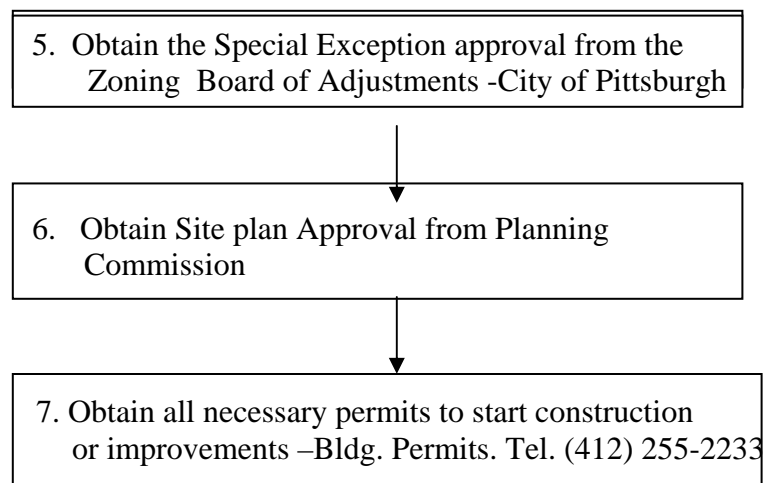 5. Obtain the Special Exception approval from the
Zoning Board of Adjustments -City of Pittsburgh
6. Obtain Site plan Approval from Planning
Commission
7. Obtain all necessary permits to start construction
or improvements –Bldg. Permits. Tel. (412) 255-2233